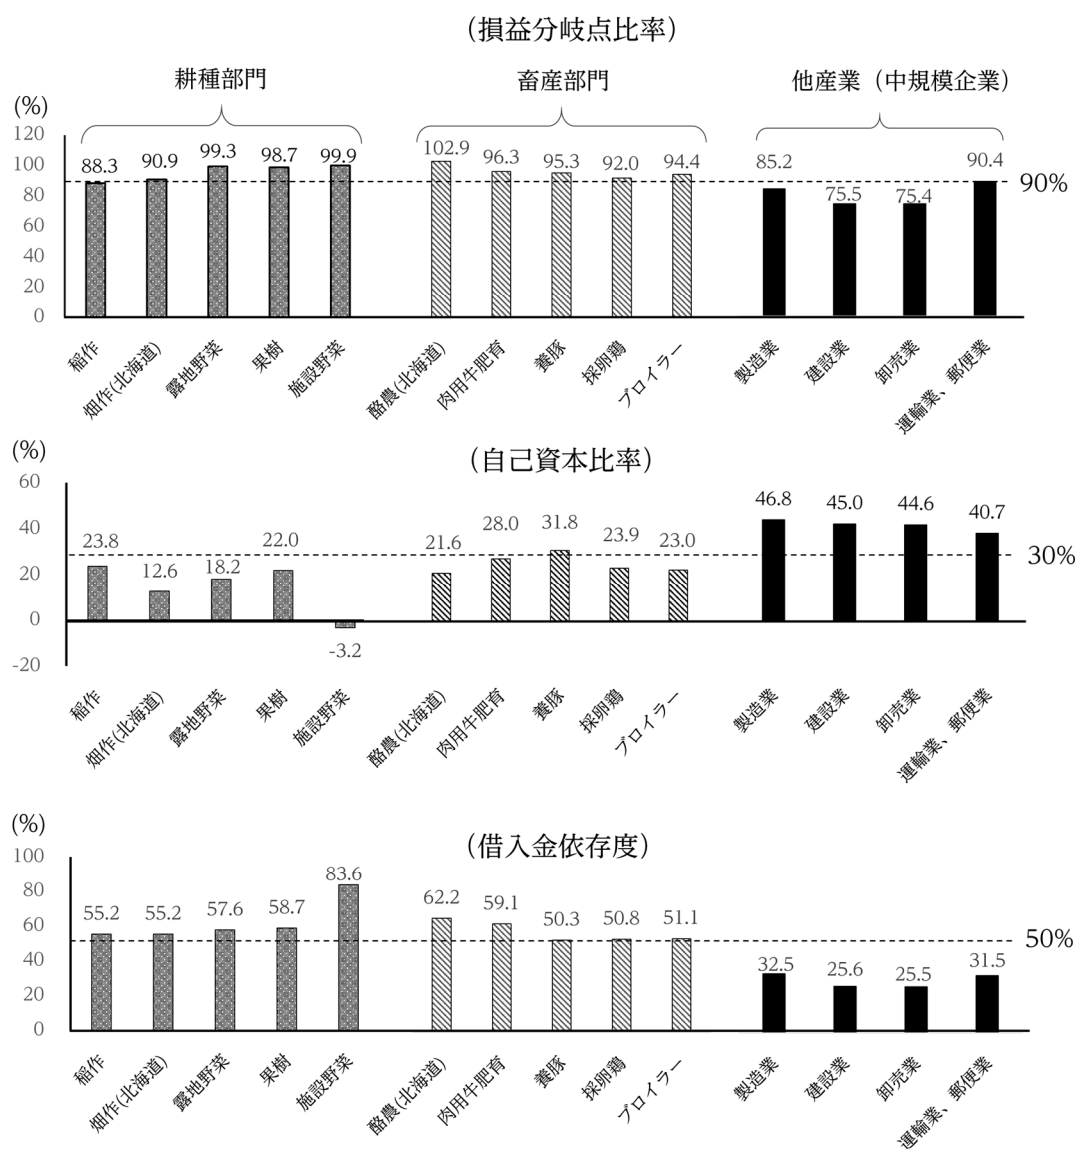 （損益分岐点比率）
耕種部門
畜産部門
他産業（中規模企業）
(%)
120
100
80
60
40
20
0
88.3
90.9
99.3
98.7
99.9
102.9
96.3
95.3
92.0
94.4
85.2
75.5
75.4
90.4
90%
稲作
畑作(北海道)
露地野菜
果樹
施設野菜
酪農(北海道)
肉用牛肥育
養豚
採卵鶏
ブロイラー
製造業
建設業
卸売業
運輸業、郵便業
（自己資本比率）
(%)
60
40
20
0
-20
23.8
12.6
18.2
22.0
-3.2
21.6
28.0
31.8
23.9
23.0
46.8
45.0
44.6
40.7
30%
稲作
畑作(北海道)
露地野菜
果樹
施設野菜
酪農(北海道)
肉用牛肥育
養豚
採卵鶏
ブロイラー
製造業
建設業
卸売業
運輸業、郵便業
（借入金依存度）
(%)
100
80
60
40
20
0
55.2
55.2
57.6
58.7
83.6
62.2
59.1
50.3
50.8
51.1
32.5
25.6
25.5
31.5
50%
稲作
畑作(北海道)
露地野菜
果樹
施設野菜
酪農(北海道)
肉用牛肥育
養豚
採卵鶏
ブロイラー
製造業
建設業
卸売業
運輸業、郵便業